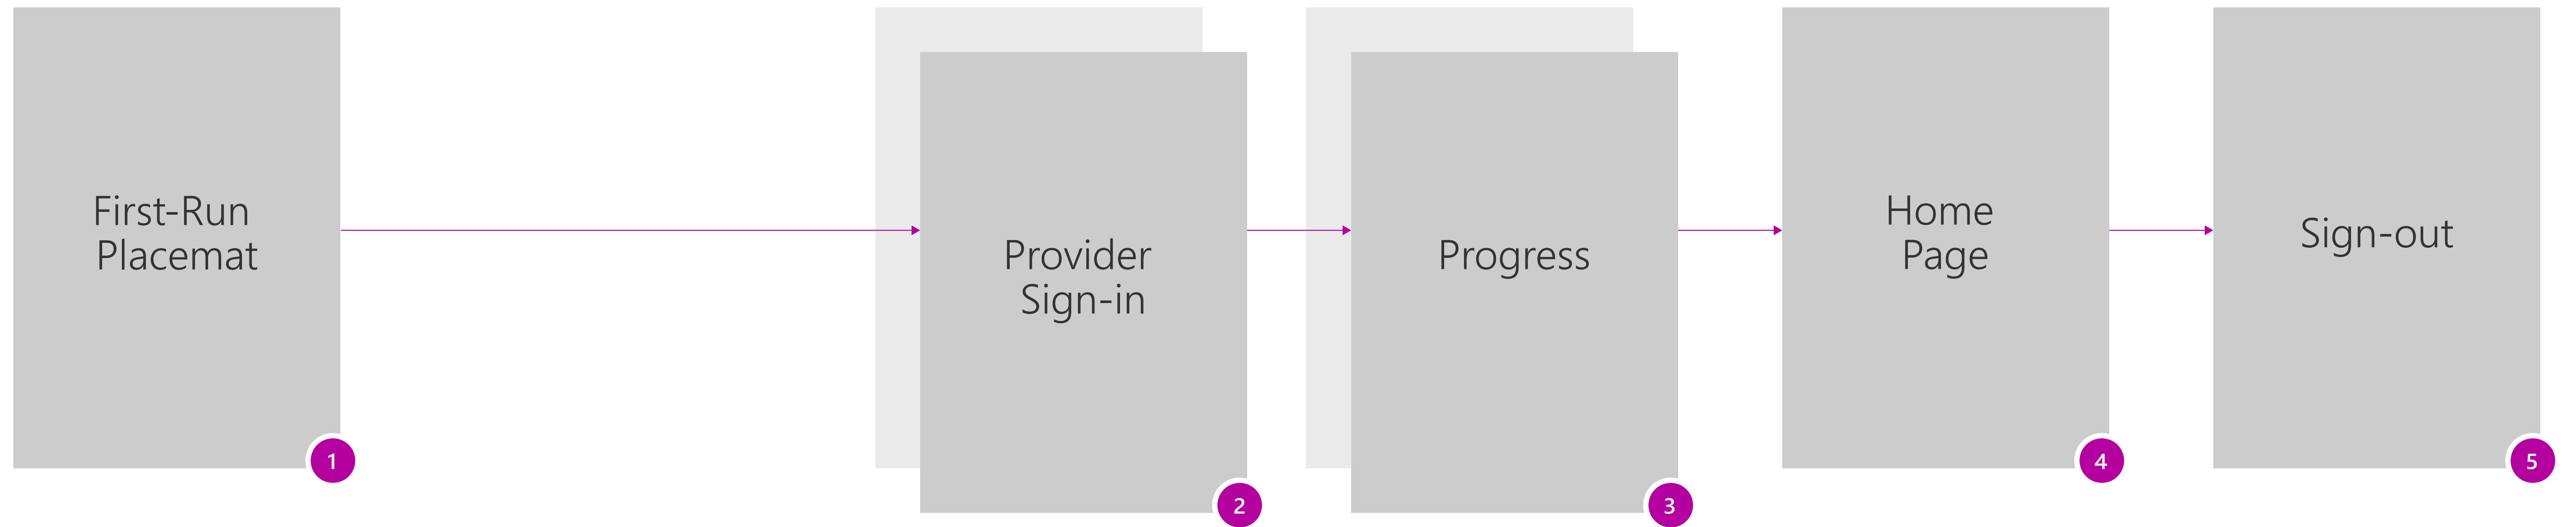 First-Run
Placemat
1
Provider
Sign-in
2
Progress
3
Home
Page
4
Sign-out
5